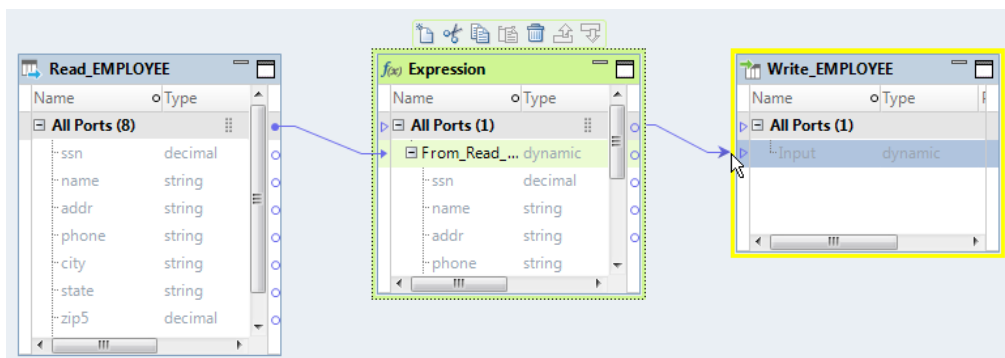 Read_EMPLOYEE
Name Type
All Ports (8)
ssn decimal
name string
addr string
phone string
city string
state string
zip5 decimal
f(x) Expression
Name Type
All Ports (1)
From_Read_... dynamic
ssn decimal
name string
addr string
phone string
Write_EMPLOYEE
Name Type
All Ports (1)
Input dynamic